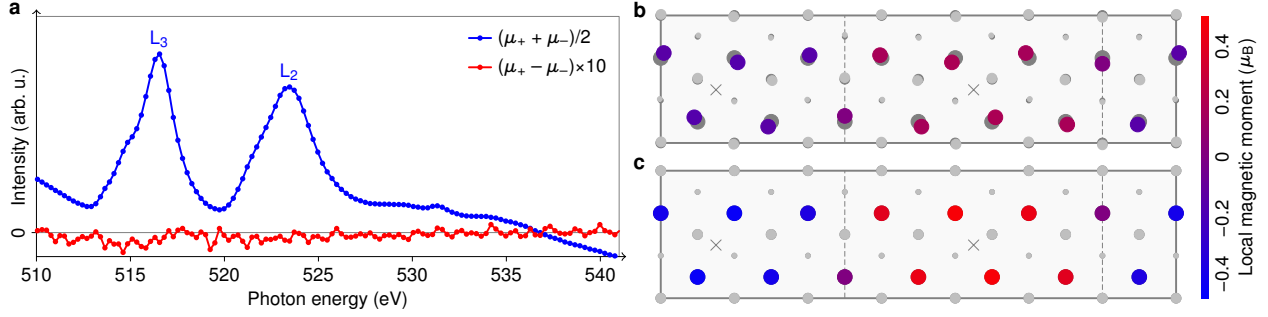 a
L3
L2
(μ+ + μ−)/2
(μ+ − μ−)×10
Intensity (arb. u.)
0
510 515 520 525 530 535 540
Photon energy (eV)
b
c
0.4
0.2
0
−0.2
−0.4
Local magnetic moment (μB)